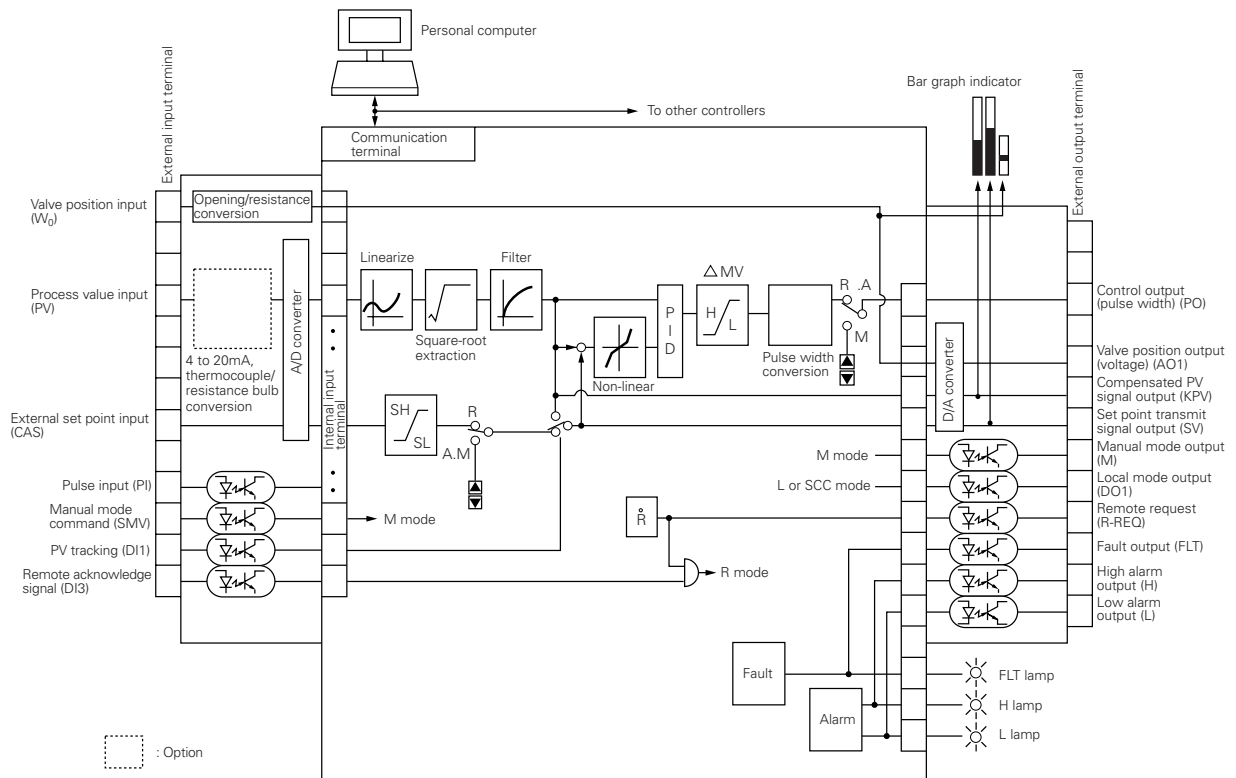 Personal computer
To other controllers
Communication
terminal
Bar graph indicator
External input terminal
External output terminal
Valve position input
(W0)
Opening/resistance
conversion
Process value input
(PV)
4 to 20mA,
thermocouple/
resistance bulb
conversion
A/D converter
Internal input
terminal
Linearize
Square-root
extraction
Filter
Non-linear
P
I
D
△MV
H
L
Pulse width
conversion
R .A
M
External set point input
(CAS)
SH
SL
R
A.M
D/A converter
Control output
(pulse width) (PO)
Valve position output
(voltage) (AO1)
Compensated PV
signal output (KPV)
Set point transmit
signal output (SV)
Manual mode output
(M)
Local mode output
(DO1)
Remote request
(R-REQ)
Fault output (FLT)
High alarm
output (H)
Low alarm
output (L)
Pulse input (PI)
Manual mode
command (SMV)
PV tracking (DI1)
Remote acknowledge
signal (DI3)
M mode
M mode
L or SCC mode
R
R mode
Fault
Alarm
FLT lamp
H lamp
L lamp
: Option